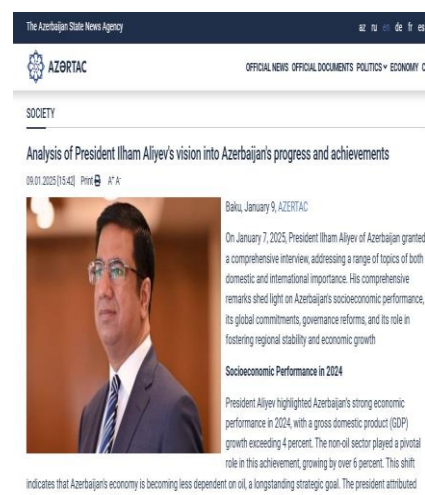 The Azerbaijan State News Agency
az ru en de fr es
AZƏRTAC
OFFICIAL NEWS OFFICIAL DOCUMENTS POLITICS ECONOMY
SOCIETY
Analysis of President Ilham Aliyev's vision into Azerbaijan's progress and achievements
09.01.2025 [15:42] Print A+ A-
Baku, January 9, AZERTAC
On January 7, 2025, President Ilham Aliyev of Azerbaijan granted
a comprehensive interview, addressing a range of topics of both
domestic and international importance. His comprehensive
remarks shed light on Azerbaijan's socioeconomic performance,
its global commitments, governance reforms, and its role in
fostering regional stability and economic growth
Socioeconomic Performance in 2024
President Aliyev highlighted Azerbaijan's strong economic
performance in 2024, with a gross domestic product (GDP)
growth exceeding 4 percent. The non-oil sector played a pivotal
role in this achievement, growing by over 6 percent. This shift
indicates that Azerbaijan's economy is becoming less dependent on oil, a longstanding strategic goal. The president attributed